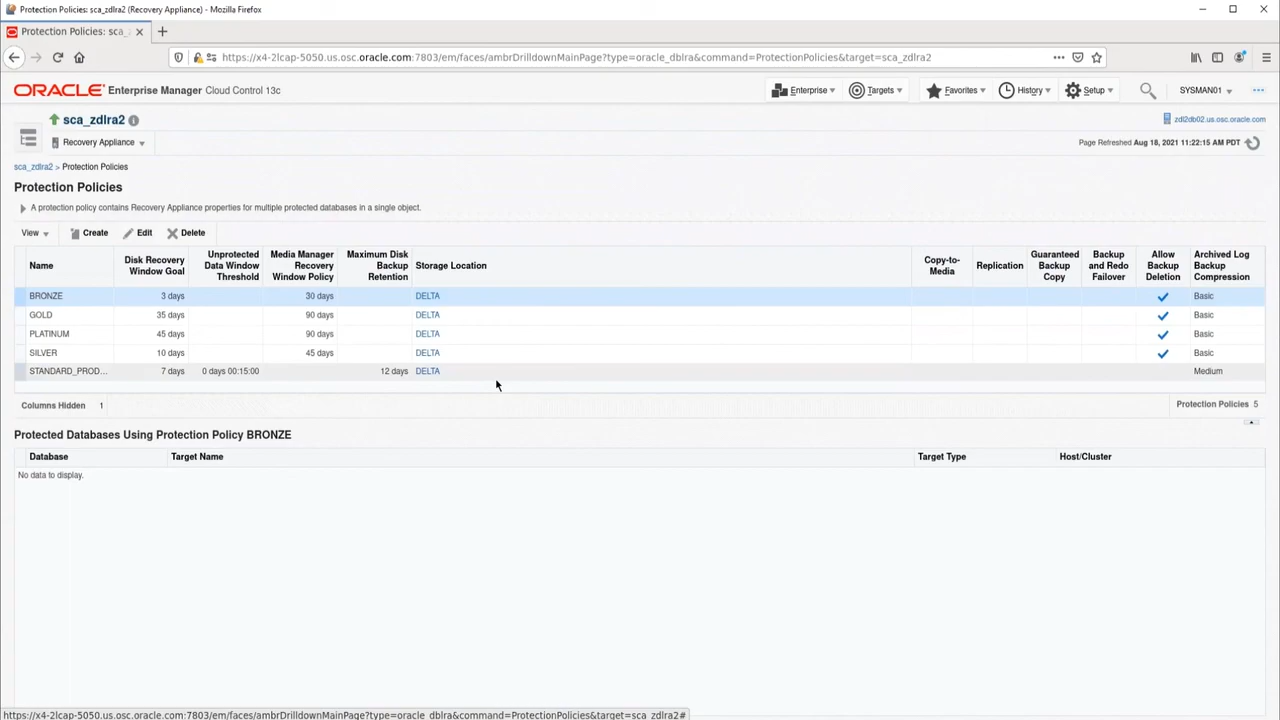 Protection Policies: sca_zdlra2 (Recovery Appliance) - Mozilla Firefox
Protection Policies: sca_
https://x4-2lcap-5050.us.osc.oracle.com:7803/em/faces/ambrDrilldownMainPage?type=oracle_dblra&command=ProtectionPolicies&target=sca_zdlra2
ORACLE Enterprise Manager Cloud Control 13c
Enterprise Targets Favorites History Setup SYSMAN01
sca_zdlra2
zdl2db02.us.osc.oracle.com
Recovery Appliance
Page Refreshed Aug 18, 2021 11:22:15 AM PDT
sca_zdlra2 > Protection Policies
Protection Policies
A protection policy contains Recovery Appliance properties for multiple protected databases in a single object.
View Create Edit Delete
Name Disk Recovery Window Goal Unprotected Data Window Threshold Media Manager Recovery Window Policy Maximum Disk Backup Retention Storage Location Copy-to-Media Replication Guaranteed Backup Copy Backup and Redo Failover Allow Backup Deletion Archived Log Backup Compression
BRONZE 3 days 30 days DELTA Basic
GOLD 35 days 90 days DELTA Basic
PLATINUM 45 days 90 days DELTA Basic
SILVER 10 days 45 days DELTA Basic
STANDARD_PROD... 7 days 0 days 00:15:00 12 days DELTA Medium
Columns Hidden 1
Protection Policies 5
Protected Databases Using Protection Policy BRONZE
Database Target Name Target Type Host/Cluster
No data to display.
https://x4-2lcap-5050.us.osc.oracle.com:7803/em/faces/ambrDrilldownMainPage?type=oracle_dblra&command=ProtectionPolicies&target=sca_zdlra2#